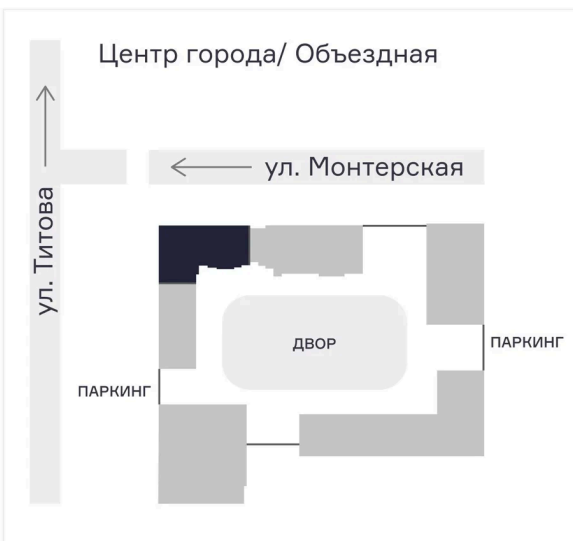 Центр города/ Объездная
ул. Монтерская
ул. Титова
ДВОР
ПАРКИНГ
ПАРКИНГ